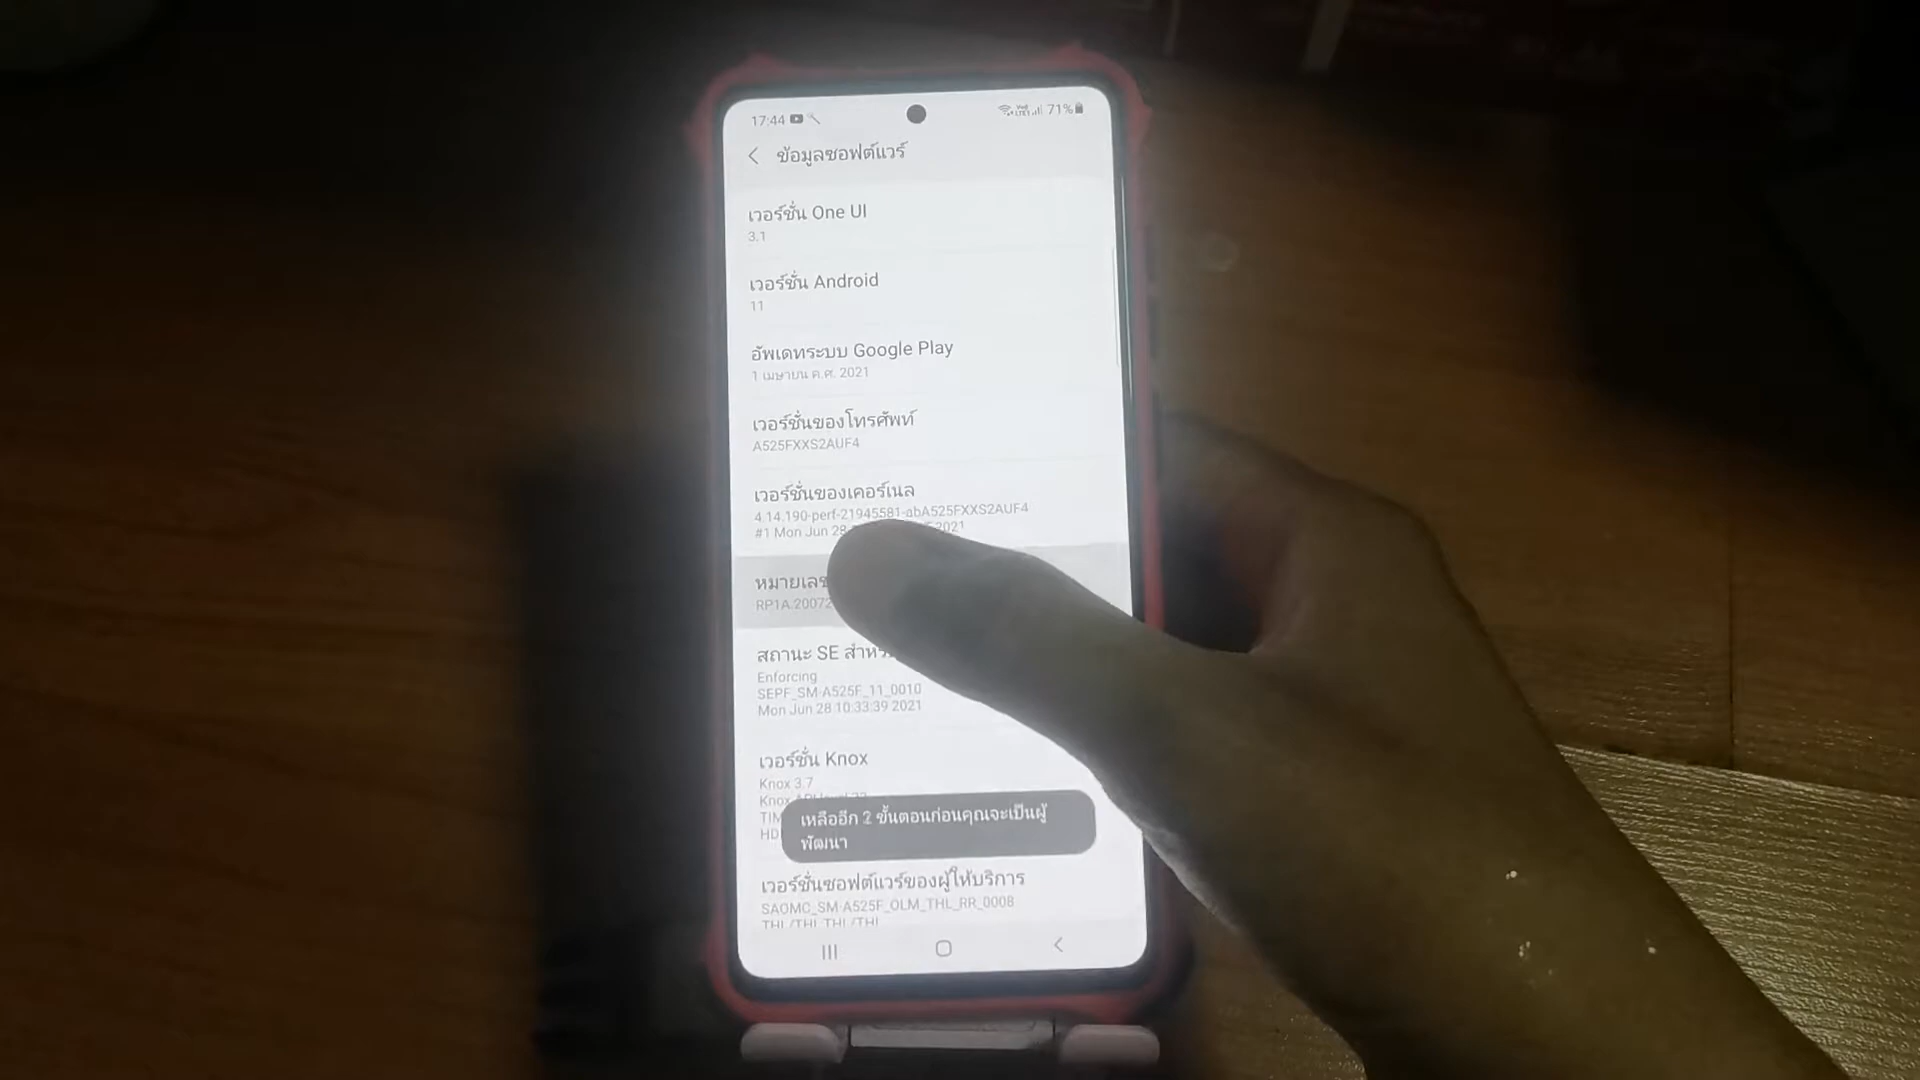 17:44
71%
ข้อมูลซอฟต์แวร์
เวอร์ชั่น One UI
3.1
เวอร์ชั่น Android
11
อัพเดทระบบ Google Play
1 เมษายน ค.ศ. 2021
เวอร์ชั่นของโทรศัพท์
A525FXXS2AUF4
เวอร์ชั่นของเคอร์เนล
4.14.190-perf-21945581-abA525FXXS2AUF4
#1 Mon Jun 28 2021
RP1A.20072
สถานะ SE
Enforcing
SEPF_SM-A525F_11_0010
Mon Jun 28 10:33:39 2021
เวอร์ชั่น Knox
Knox 3.7
Knox
เหลืออีก 2 ขั้นตอนก่อนคุณจะเป็นผู้
พัฒนา
เวอร์ชั่นซอฟต์แวร์ของผู้ให้บริการ
SAOMC_SM-A525F_OLM_THL_RR_0008
THL/THL,THL/THL